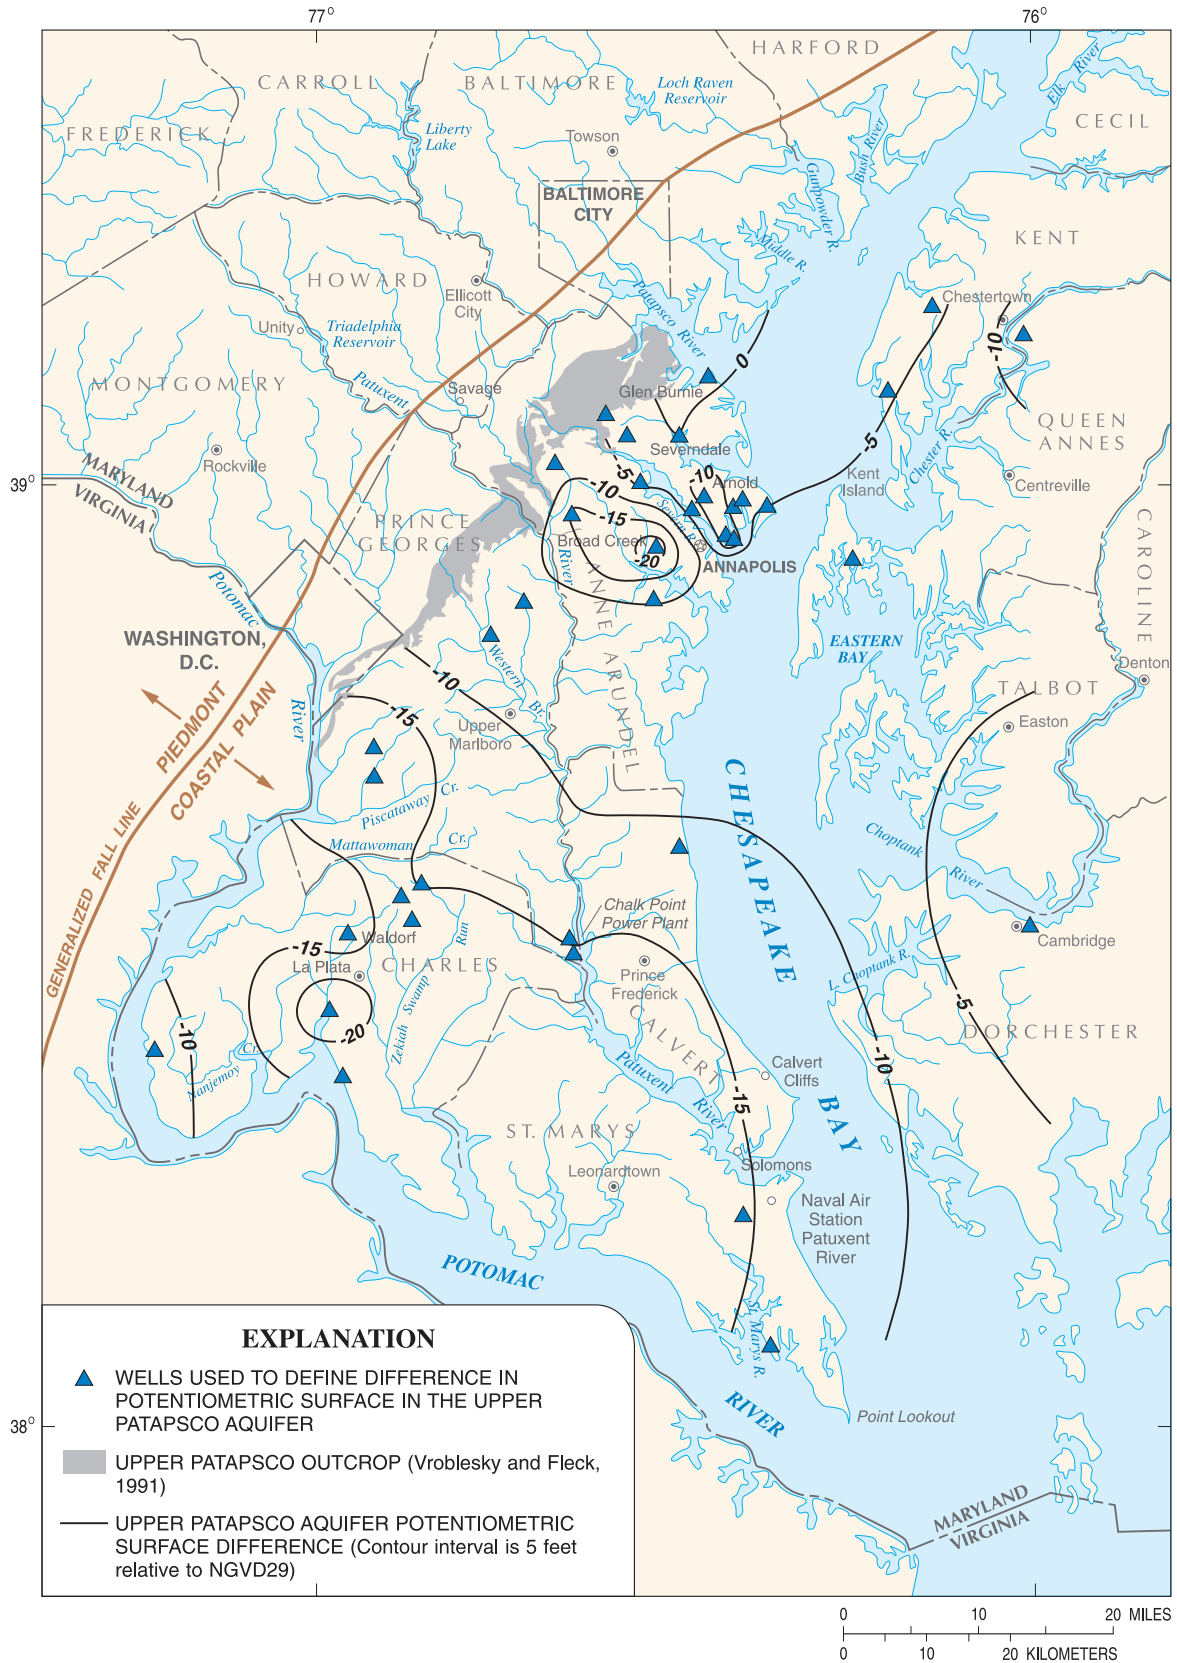 77°
76°
HARFORD
CARROLL
BALTIMORE
Loch Raven
Reservoir
Elk River
CECIL
FREDERICK
Liberty
Lake
Towson
Bush River
Gunpowder R.
BALTIMORE
CITY
Middle R.
KENT
HOWARD
Ellicott
City
Patapsco River
Chestertown
Unity
Triadelphia
Reservoir
0
-10
MONTGOMERY
Patuxent
Savage
Glen Burnie
QUEEN
ANNES
Rockville
Severndale
-5
Chester R.
MARYLAND
VIRGINIA
39°
-5
-10
-10
Arnold
Kent
Island
Centreville
PRINCE
GEORGES
-15
Severn R.
Broad Creek
-20
ANNAPOLIS
River
CAROLINE
Potomac
WASHINGTON,
D.C.
ANNE ARUNDEL
EASTERN
BAY
Western Br.
-10
Denton
TALBOT
PIEDMONT
COASTAL PLAIN
River
-15
Upper
Marlboro
Easton
CHESAPEAKE BAY
Piscataway Cr.
Mattawoman Cr.
Choptank River
GENERALIZED FALL LINE
Chalk Point
Power Plant
Waldorf
Run
Cambridge
-15
La Plata
CHARLES
Prince
Frederick
L. Choptank R.
-5
-20
Zekiah Swamp
CALVERT
DORCHESTER
-10
Nanjemoy Cr.
Patuxent River
Calvert
Cliffs
-10
-15
ST. MARYS
Solomons
Leonardtown
Naval Air
Station
Patuxent
River
POTOMAC
St. Marys R.
RIVER
Point Lookout
38°
MARYLAND
VIRGINIA
EXPLANATION
WELLS USED TO DEFINE DIFFERENCE IN
POTENTIOMETRIC SURFACE IN THE UPPER
PATAPSCO AQUIFER
UPPER PATAPSCO OUTCROP (Vroblesky and Fleck,
1991)
UPPER PATAPSCO AQUIFER POTENTIOMETRIC
SURFACE DIFFERENCE (Contour interval is 5 feet
relative to NGVD29)
0 10 20 MILES
0 10 20 KILOMETERS